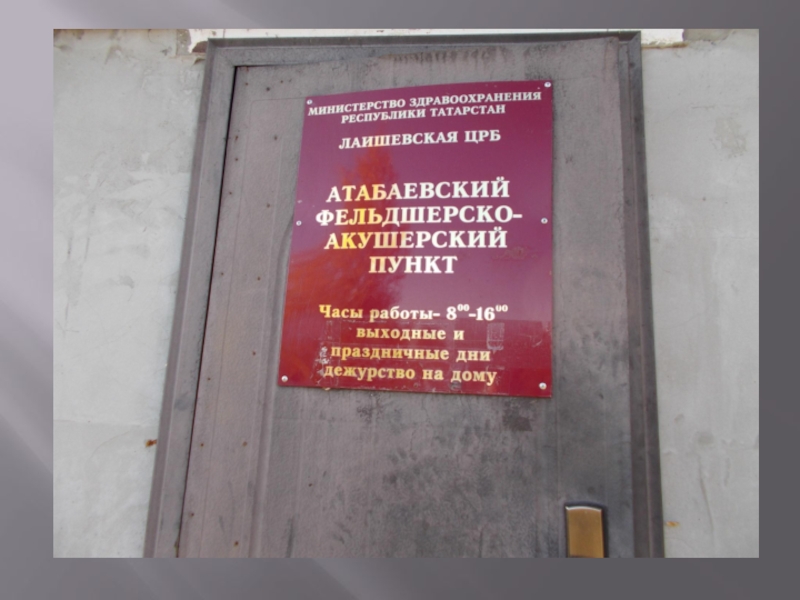 МИНИСТЕРСТВО ЗДРАВООХРАНЕНИЯ
РЕСПУБЛИКИ ТАТАРСТАН
ЛАИШЕВСКАЯ ЦРБ
АТАБАЕВСКИЙ
ФЕЛЬДШЕРСКО-
АКУШЕРСКИЙ
ПУНКТ
Часы работы- 8⁰⁰-16⁰⁰
выходные и
праздничные дни
дежурство на дому